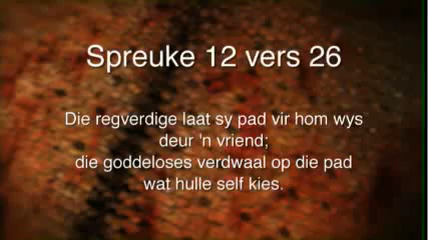 Spreuke 12 vers 26
Die regverdige laat sy pad vir hom wys
deur 'n vriend;
die goddeloses verdwaal op die pad
wat hulle self kies.